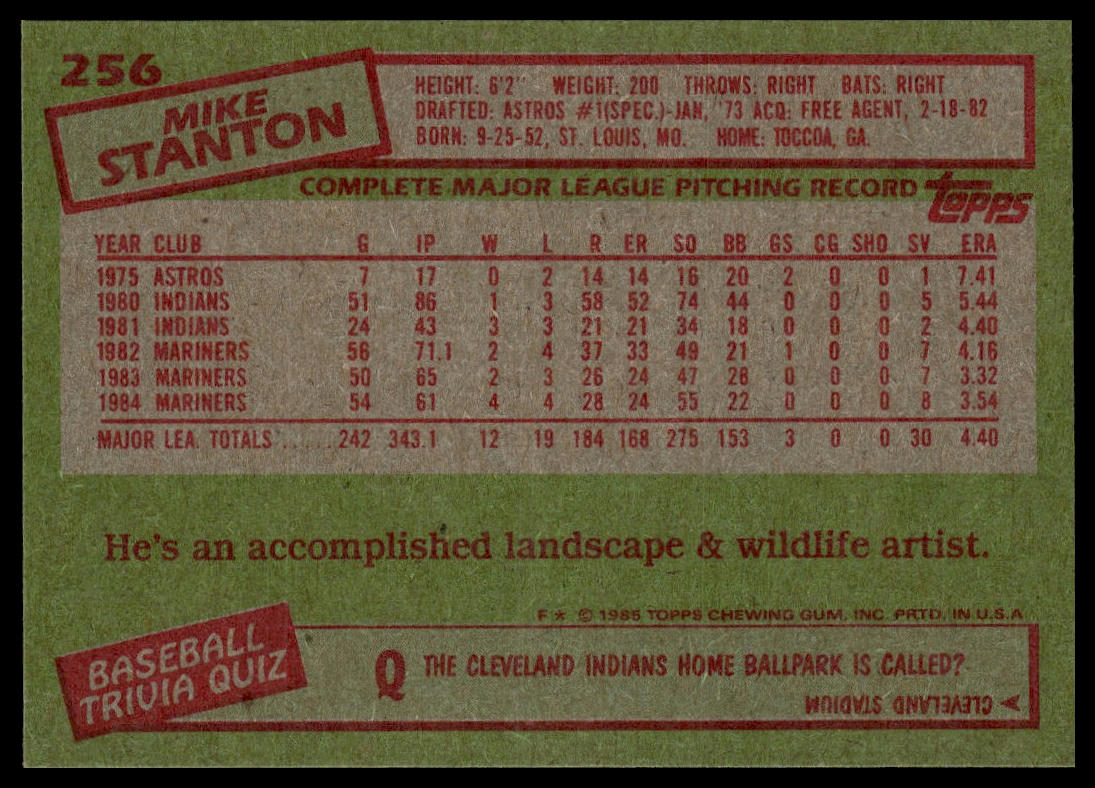 256
MIKE
STANTON
HEIGHT: 6'2" WEIGHT: 200 THROWS: RIGHT BATS: RIGHT
DRAFTED: ASTROS #1(SPEC.)-JAN, '73 ACQ: FREE AGENT, 2-18-82
BORN: 9-25-52, ST. LOUIS, MO. HOME: TOCCOA, GA.
COMPLETE MAJOR LEAGUE PITCHING RECORD
TOPPS
YEAR CLUB G IP W L R ER SO BB GS CG SHO SV ERA
1975 ASTROS 7 17 0 2 14 14 16 20 2 0 0 1 7.41
1980 INDIANS 51 86 1 3 58 52 74 44 0 0 0 5 5.44
1981 INDIANS 24 43 3 3 21 21 34 18 0 0 0 2 4.40
1982 MARINERS 56 71.1 2 4 37 33 49 21 1 0 0 7 4.16
1983 MARINERS 50 65 2 3 26 24 47 28 0 0 0 7 3.32
1984 MARINERS 54 61 4 4 28 24 55 22 0 0 0 8 3.54
MAJOR LEA. TOTALS ...... 242 343.1 12 19 184 168 275 153 3 0 0 30 4.40
He's an accomplished landscape & wildlife artist.
F * © 1985 TOPPS CHEWING GUM, INC. PRTD. IN U.S.A
BASEBALL
TRIVIA QUIZ
Q THE CLEVELAND INDIANS HOME BALLPARK IS CALLED?
CLEVELAND STADIUM